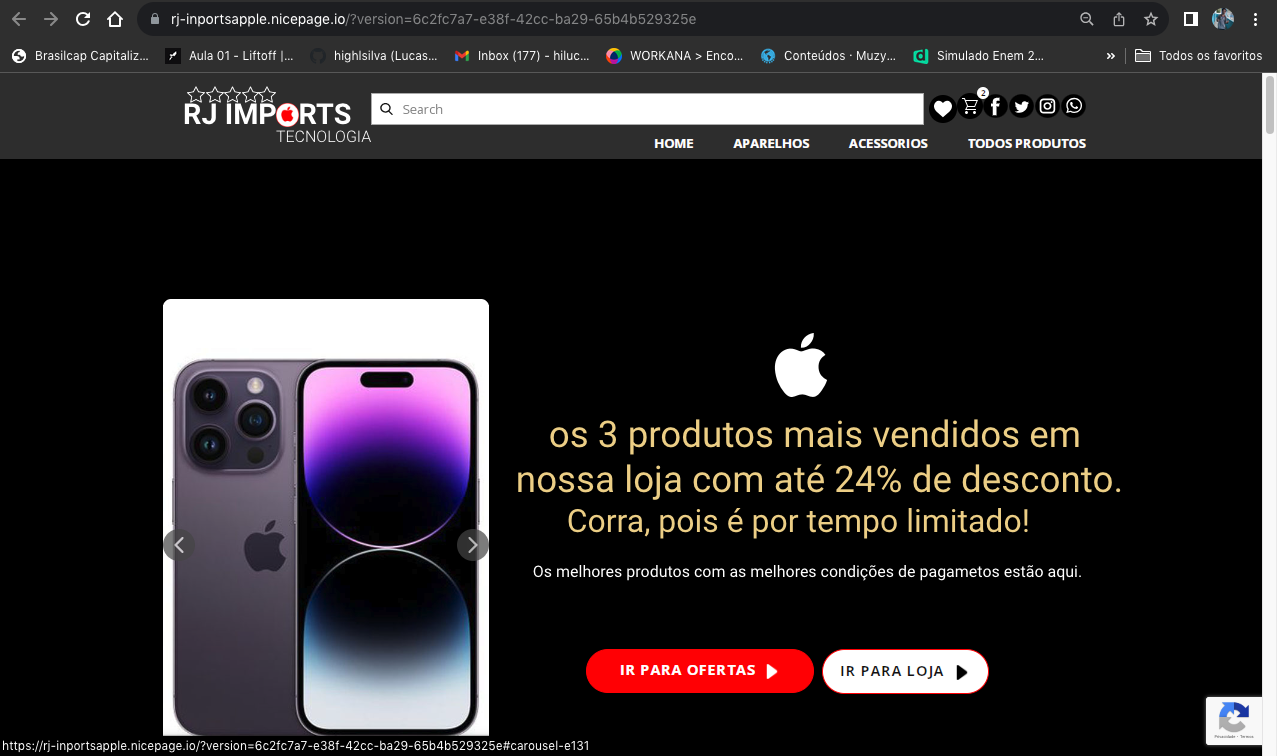 rj-inportsapple.nicepage.io/?version=6c2fc7a7-e38f-42cc-ba29-65b4b529325e
Brasilcap Capitaliz... Aula 01 - Liftoff |... highlsilva (Lucas... Inbox (177) - hiluc... WORKANA > Enco... Conteúdos · Muzy... Simulado Enem 2... » Todos os favoritos
RJ IMPORTS
TECNOLOGIA
Search
2
HOME APARELHOS ACESSORIOS TODOS PRODUTOS
os 3 produtos mais vendidos em
nossa loja com até 24% de desconto.
Corra, pois é por tempo limitado!
Os melhores produtos com as melhores condições de pagametos estão aqui.
IR PARA OFERTAS IR PARA LOJA
Privacidade - Termos
https://rj-inportsapple.nicepage.io/?version=6c2fc7a7-e38f-42cc-ba29-65b4b529325e#carousel-e131